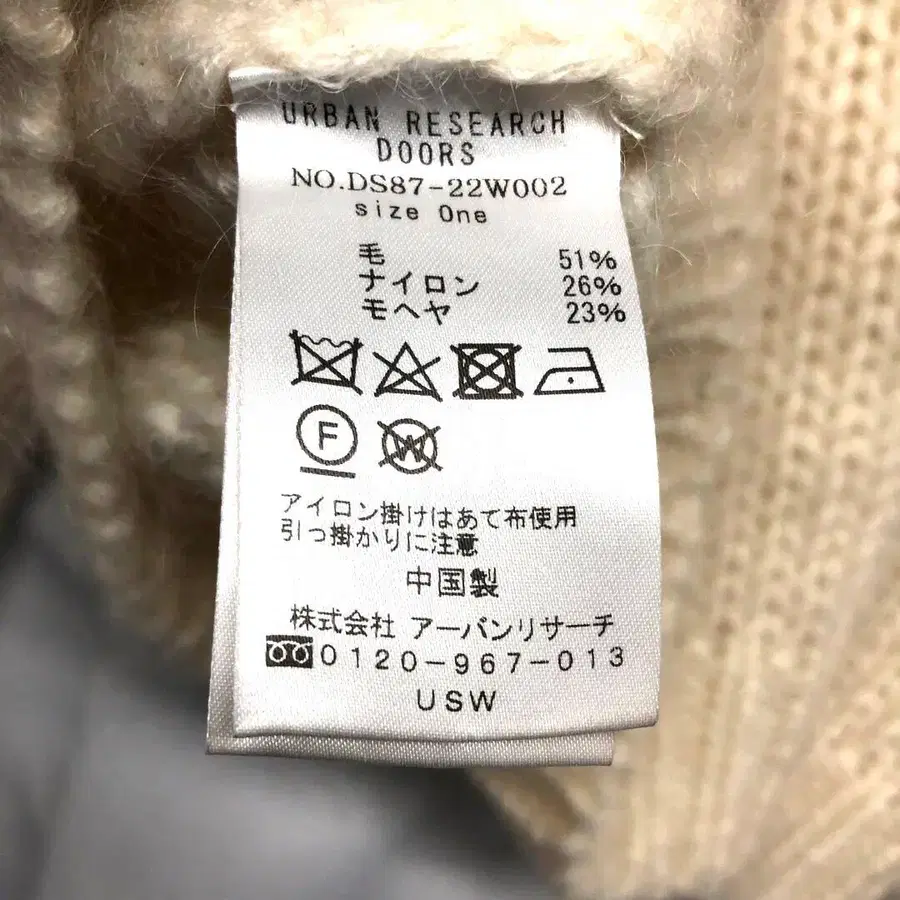 URBAN RESEARCH
DOORS
NO.DS87-22W002
size One
毛 51%
ナイロン 26%
モヘヤ 23%
F W
アイロン掛けはあて布使用
引っ掛かりに注意
中国製
株式会社 アーバンリサーチ
0120-967-013
USW